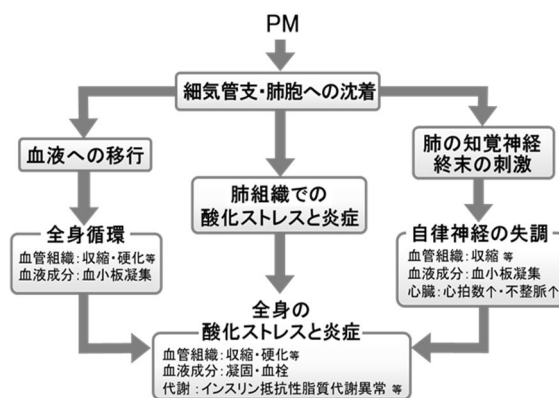 PM
細気管支・肺胞への沈着
血液への移行
全身循環
血管組織：収縮・硬化等
血液成分：血小板凝集
肺組織での
酸化ストレスと炎症
肺の知覚神経
終末の刺激
自律神経の失調
血管組織：収縮 等
血液成分：血小板凝集
心臓：心拍数↑・不整脈↑
全身の
酸化ストレスと炎症
血管組織：収縮・硬化等
血液成分：凝固・血栓
代謝：インスリン抵抗性脂質代謝異常 等